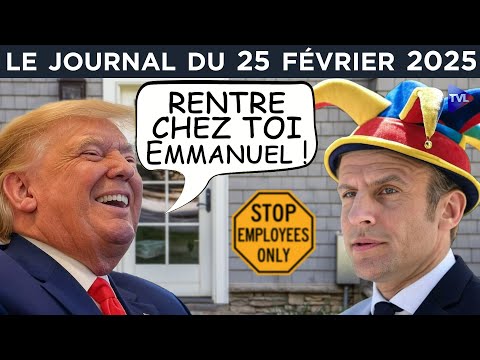 LE JOURNAL DU 25 FÉVRIER 2025
TVL
RENTRE
CHEZ TOI
EMMANUEL !
STOP
EMPLOYEES
ONLY